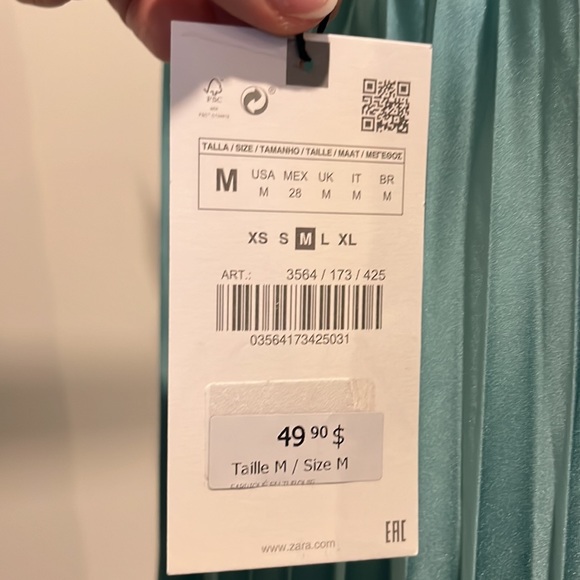 FSC
®
TALLA / SIZE / TAMANHO / TAILLE / MAAT / ΜΕΓΕΘΟΣ
M USA MEX UK IT BR
M 28 M M M
XS S M L XL
ART.: 3564 / 173 / 425
03564173425031
49 90 $
Taille M / Size M
www.zara.com
EAC